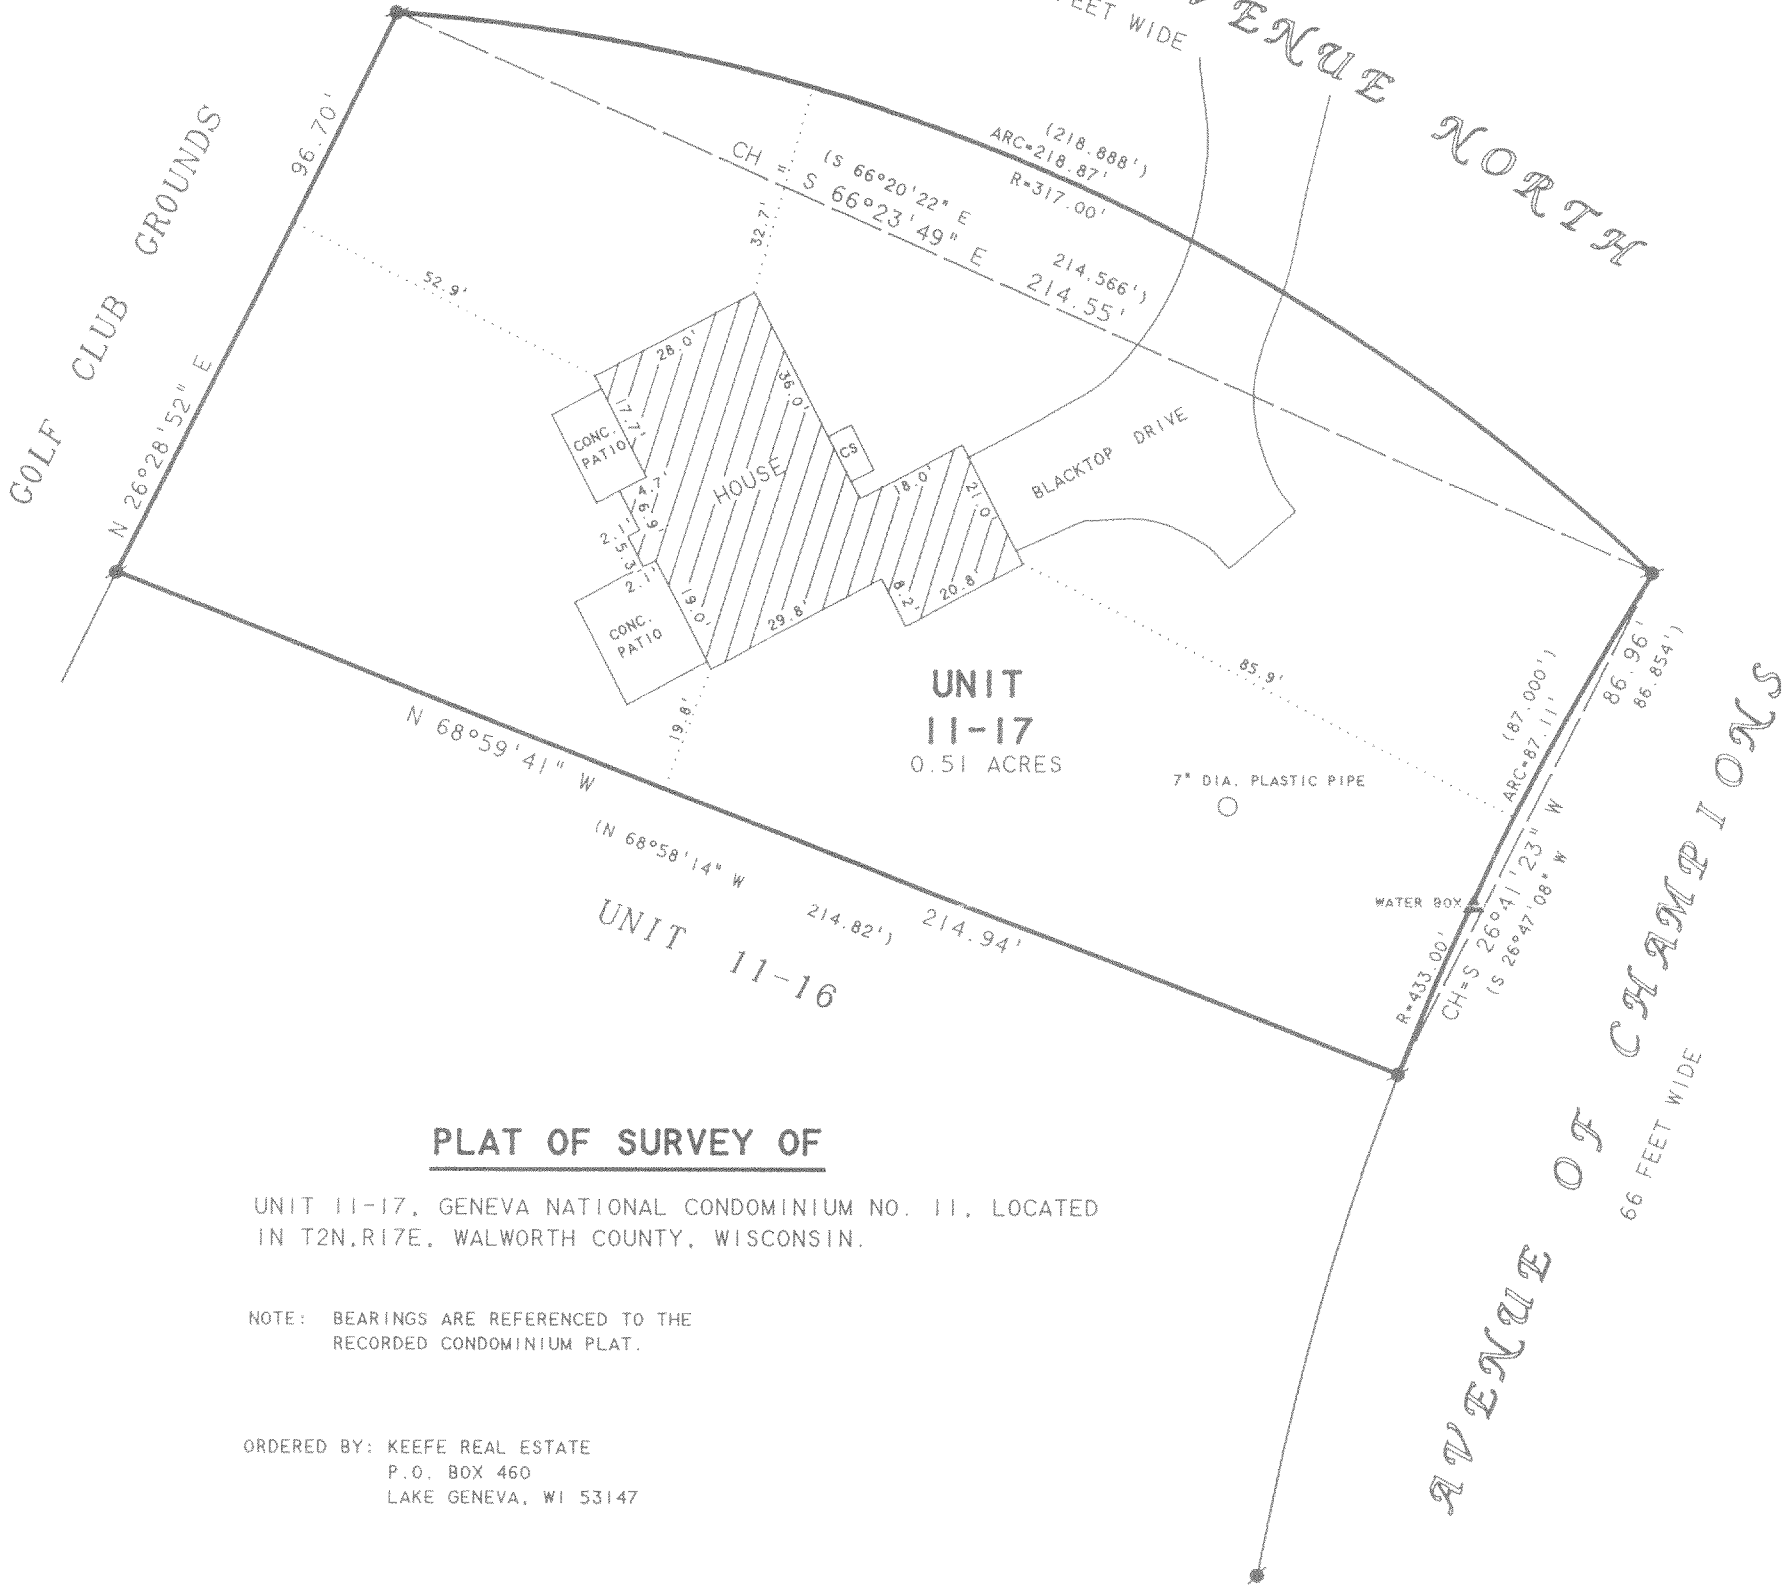 FEET WIDE
AVENUE NORTH
GOLF CLUB GROUNDS
96.70'
N 26°28'52" E
(218.888')
ARC=218.87'
R=317.00'
(S 66°20'22" E 214.566')
CH = S 66°23'49" E 214.55'
32.7'
52.9'
28.0'
36.0'
17.7'
CONC.
PATIO
HOUSE
CS
4.7'
6.9'
2.1'
5.3'
2.1'
18.0'
21.0'
BLACKTOP DRIVE
CONC.
PATIO
19.0'
29.8'
8.2'
20.8'
19.8'
85.9'
UNIT
11-17
0.51 ACRES
7" DIA. PLASTIC PIPE
WATER BOX
(87.000')
ARC=87.11'
R=433.00'
CH=S 26°41'23" W 86.96'
(S 26°47'08" W 86.854')
N 68°59'41" W 214.94'
(N 68°58'14" W 214.82')
UNIT 11-16
AVENUE OF CHAMPIONS
66 FEET WIDE
PLAT OF SURVEY OF
UNIT 11-17, GENEVA NATIONAL CONDOMINIUM NO. 11, LOCATED
IN T2N,R17E, WALWORTH COUNTY, WISCONSIN.
NOTE: BEARINGS ARE REFERENCED TO THE
RECORDED CONDOMINIUM PLAT.
ORDERED BY: KEEFE REAL ESTATE
P.O. BOX 460
LAKE GENEVA, WI 53147